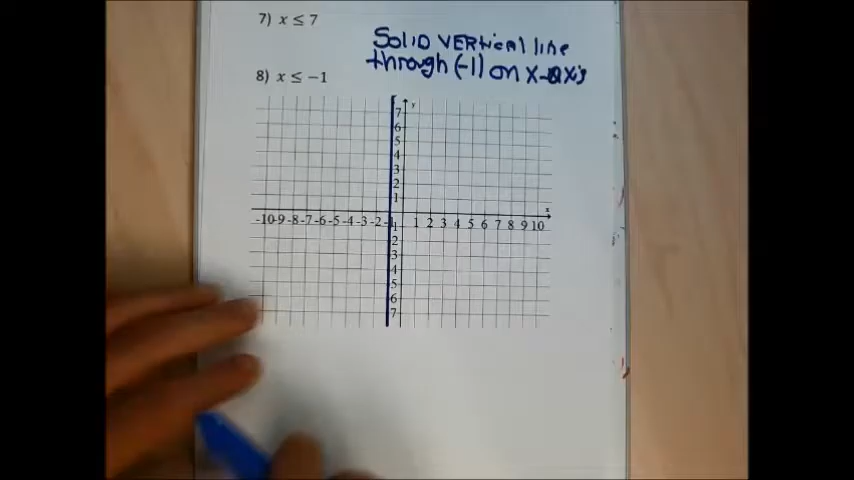 7) x ≤ 7
SOLID VERTICAL line
through (-1) on x-axis
8) x ≤ −1
y
7
6
5
4
3
2
1
x
-10-9-8-7-6-5-4-3-2-1 1 2 3 4 5 6 7 8 9 10
1
2
3
4
5
6
7